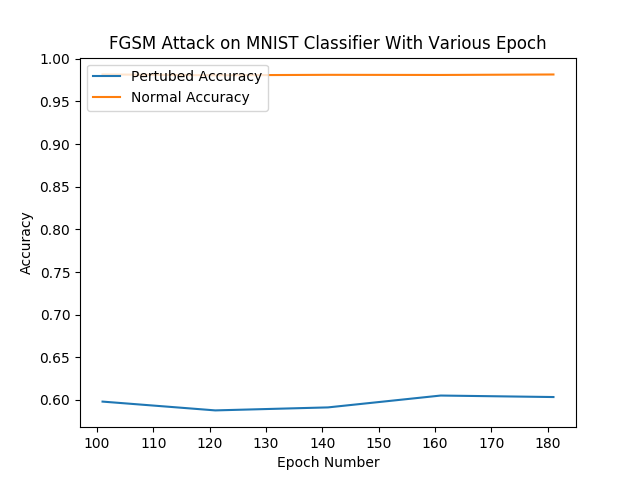 FGSM Attack on MNIST Classifier With Various Epoch
1.00
0.95
0.90
0.85
0.80
0.75
0.70
0.65
0.60
Accuracy
Pertubed Accuracy
Normal Accuracy
100 110 120 130 140 150 160 170 180
Epoch Number